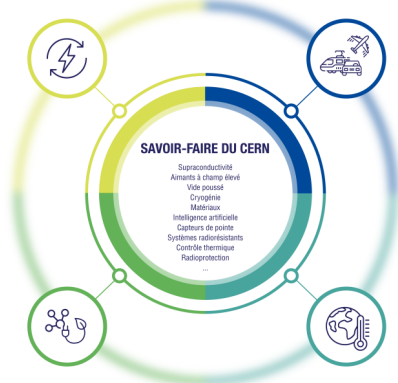 SAVOIR-FAIRE DU CERN
Supraconductivité
Aimants à champ élevé
Vide poussé
Cryogénie
Matériaux
Intelligence artificielle
Capteurs de pointe
Systèmes radiorésistants
Contrôle thermique
Radioprotection
...